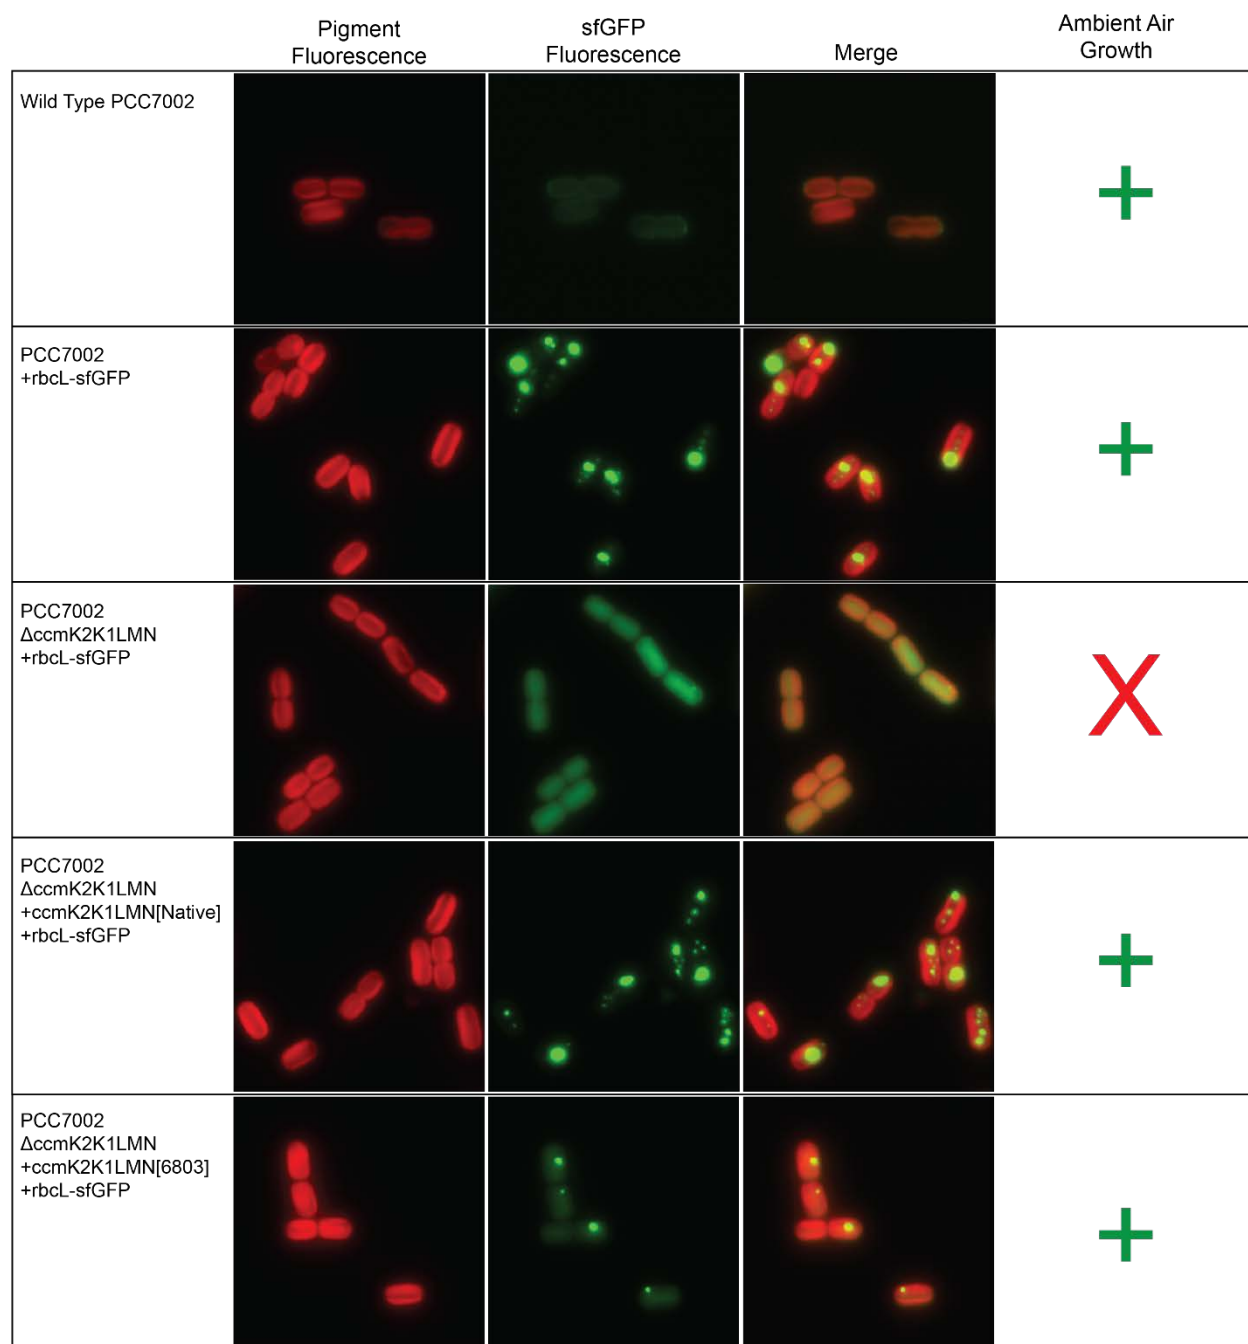 Pigment
Fluorescence
sfGFP
Fluorescence
Merge
Ambient Air
Growth
Wild Type PCC7002
PCC7002
+rbcL-sfGFP
PCC7002
ΔccmK2K1LMN
+rbcL-sfGFP
PCC7002
ΔccmK2K1LMN
+ccmK2K1LMN[Native]
+rbcL-sfGFP
PCC7002
ΔccmK2K1LMN
+ccmK2K1LMN[6803]
+rbcL-sfGFP